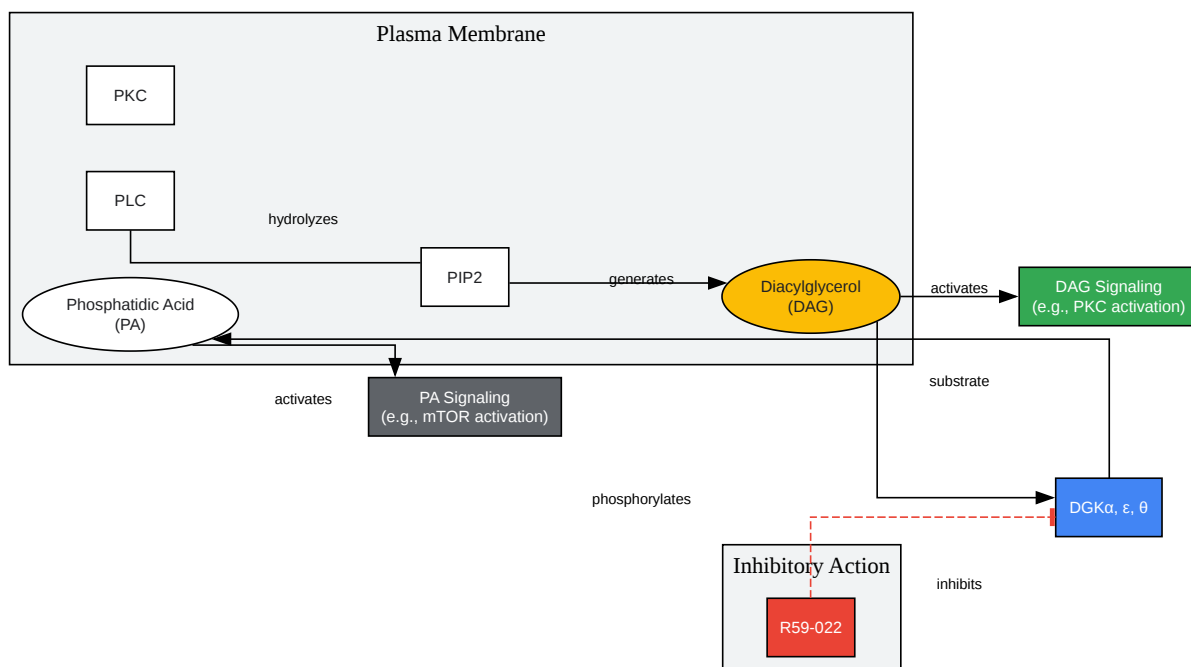 Plasma Membrane
PKC
PLC
hydrolyzes
PIP2
generates
Diacylglycerol
(DAG)
activates
DAG Signaling
(e.g., PKC activation)
Phosphatidic Acid
(PA)
activates
PA Signaling
(e.g., mTOR activation)
substrate
phosphorylates
DGKα, ε, θ
Inhibitory Action
inhibits
R59-022